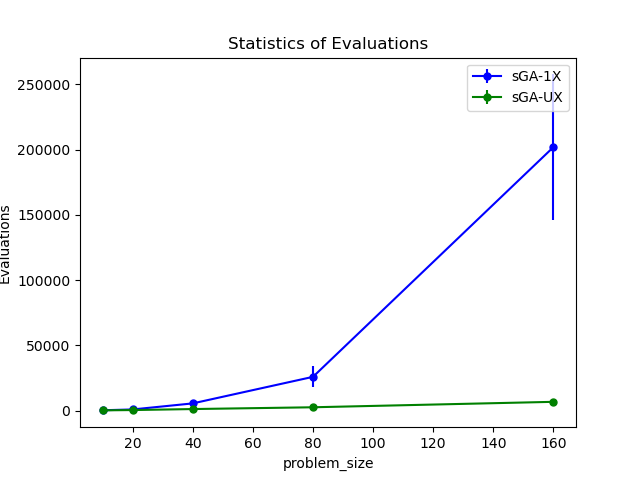 Statistics of Evaluations
sGA-1X
sGA-UX
250000
200000
150000
100000
50000
0
Evaluations
20 40 60 80 100 120 140 160
problem_size